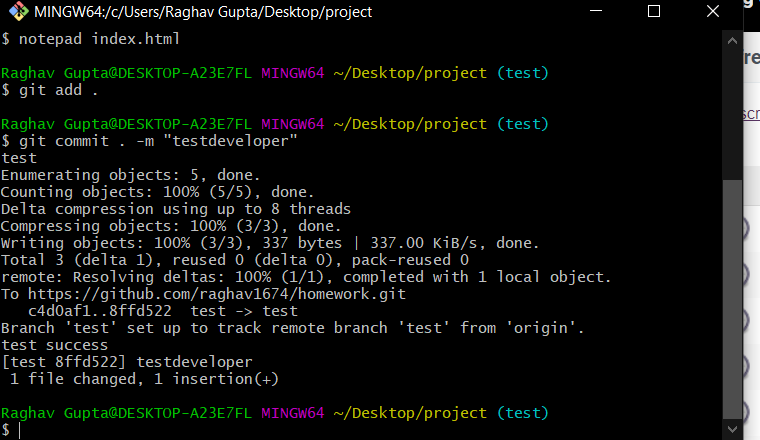 MINGW64:/c/Users/Raghav Gupta/Desktop/project
$ notepad index.html
Raghav Gupta@DESKTOP-A23E7FL MINGW64 ~/Desktop/project (test)
$ git add .
Raghav Gupta@DESKTOP-A23E7FL MINGW64 ~/Desktop/project (test)
$ git commit . -m "testdeveloper"
test
Enumerating objects: 5, done.
Counting objects: 100% (5/5), done.
Delta compression using up to 8 threads
Compressing objects: 100% (3/3), done.
Writing objects: 100% (3/3), 337 bytes | 337.00 KiB/s, done.
Total 3 (delta 1), reused 0 (delta 0), pack-reused 0
remote: Resolving deltas: 100% (1/1), completed with 1 local object.
To https://github.com/raghav1674/homework.git
   c4d0af1..8ffd522  test -> test
Branch 'test' set up to track remote branch 'test' from 'origin'.
test success
[test 8ffd522] testdeveloper
 1 file changed, 1 insertion(+)
Raghav Gupta@DESKTOP-A23E7FL MINGW64 ~/Desktop/project (test)
$